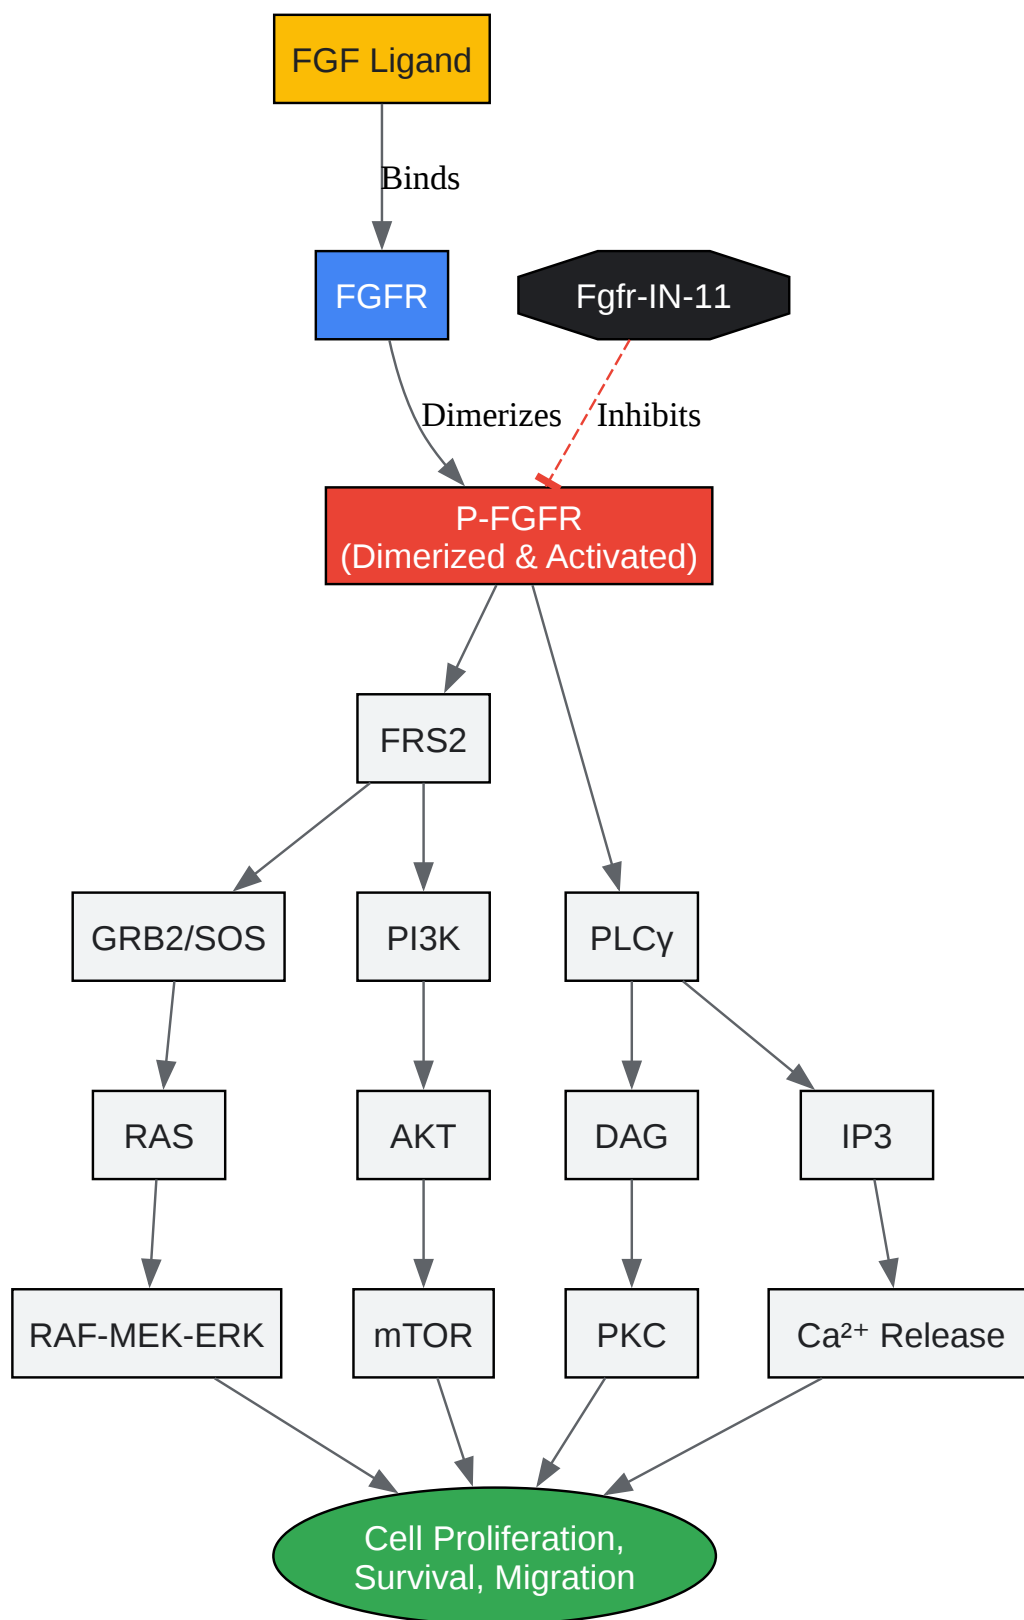 FGF Ligand
Binds
FGFR
Fgfr-IN-11
Dimerizes
Inhibits
P-FGFR
(Dimerized & Activated)
FRS2
GRB2/SOS
PI3K
PLCγ
RAS
AKT
DAG
IP3
RAF-MEK-ERK
mTOR
PKC
Ca²⁺ Release
Cell Proliferation,
Survival, Migration